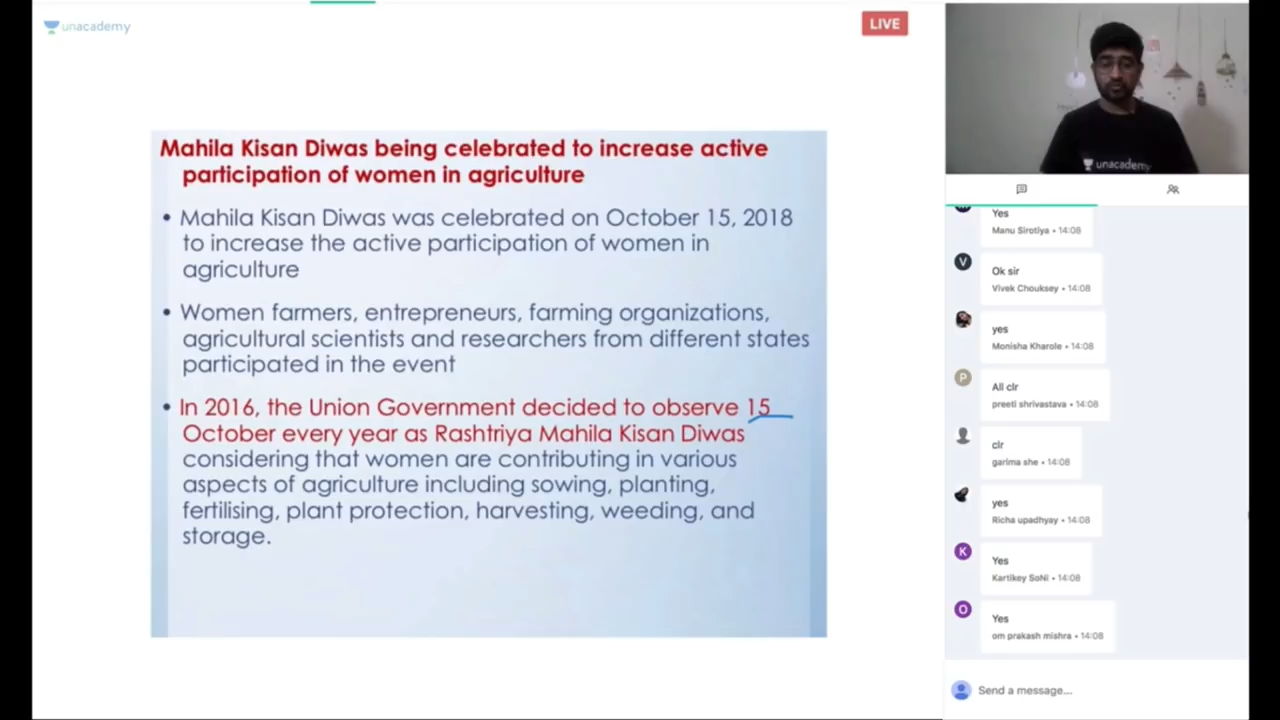 unacademy
LIVE
Mahila Kisan Diwas being celebrated to increase active
participation of women in agriculture
• Mahila Kisan Diwas was celebrated on October 15, 2018
to increase the active participation of women in
agriculture
• Women farmers, entrepreneurs, farming organizations,
agricultural scientists and researchers from different states
participated in the event
• In 2016, the Union Government decided to observe 15
October every year as Rashtriya Mahila Kisan Diwas
considering that women are contributing in various
aspects of agriculture including sowing, planting,
fertilising, plant protection, harvesting, weeding, and
storage.
unacademy
Yes
Manu Sirotiya • 14:08
V
Ok sir
Vivek Chouksey • 14:08
yes
Monisha Kharole • 14:08
P
All clr
preeti shrivastava • 14:08
clr
garima she • 14:08
yes
Richa upadhyay • 14:08
K
Yes
Kartikey SoNi • 14:08
O
Yes
om prakash mishra • 14:08
Send a message...